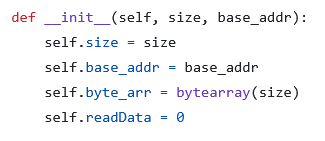 def __init__(self, size, base_addr):
    self.size = size
    self.base_addr = base_addr
    self.byte_arr = bytearray(size)
    self.readData = 0